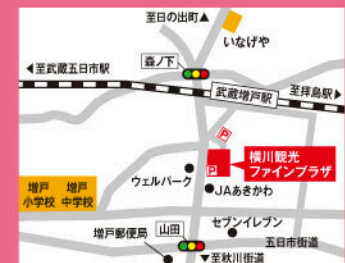 至日の出町▲
いなげや
◀至武蔵五日市駅
森ノ下
武蔵増戸駅
至拝島駅▶
P
横川観光
ファインプラザ
P
ウェルパーク
JAあきかわ
増戸
小学校
増戸
中学校
セブンイレブン
増戸郵便局
山田
五日市街道
▼至秋川街道